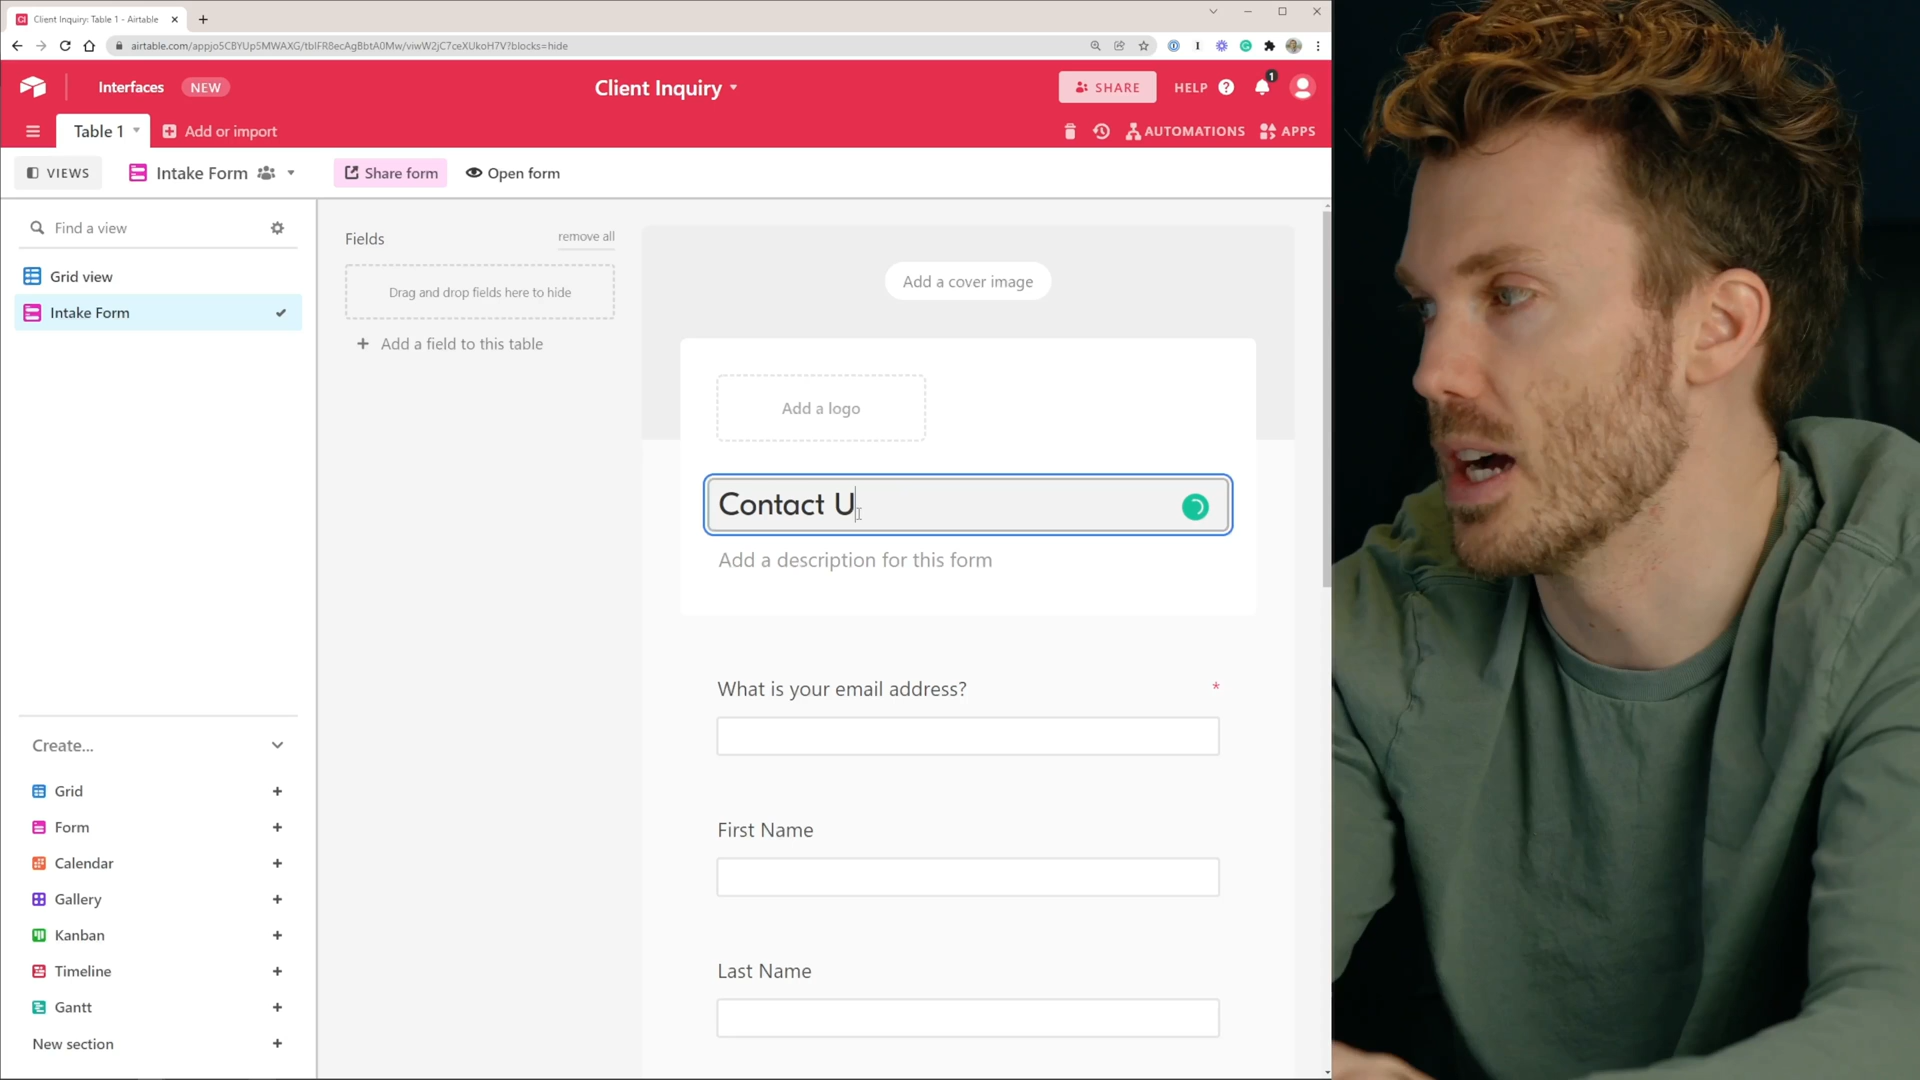 Client Inquiry: Table 1 - Airtable
airtable.com/appjo5CBYUp5MWAXG/tblFR8ecAgBbtA0Mw/viwW2jC7ceXUkoH7V?blocks=hide
Interfaces NEW Client Inquiry SHARE HELP 1
Table 1 Add or import AUTOMATIONS APPS
VIEWS Intake Form Share form Open form
Find a view
Grid view
Intake Form
Fields remove all
Drag and drop fields here to hide
Add a field to this table
Add a cover image
Add a logo
Contact U
Add a description for this form
What is your email address? *
First Name
Last Name
Create...
Grid
Form
Calendar
Gallery
Kanban
Timeline
Gantt
New section